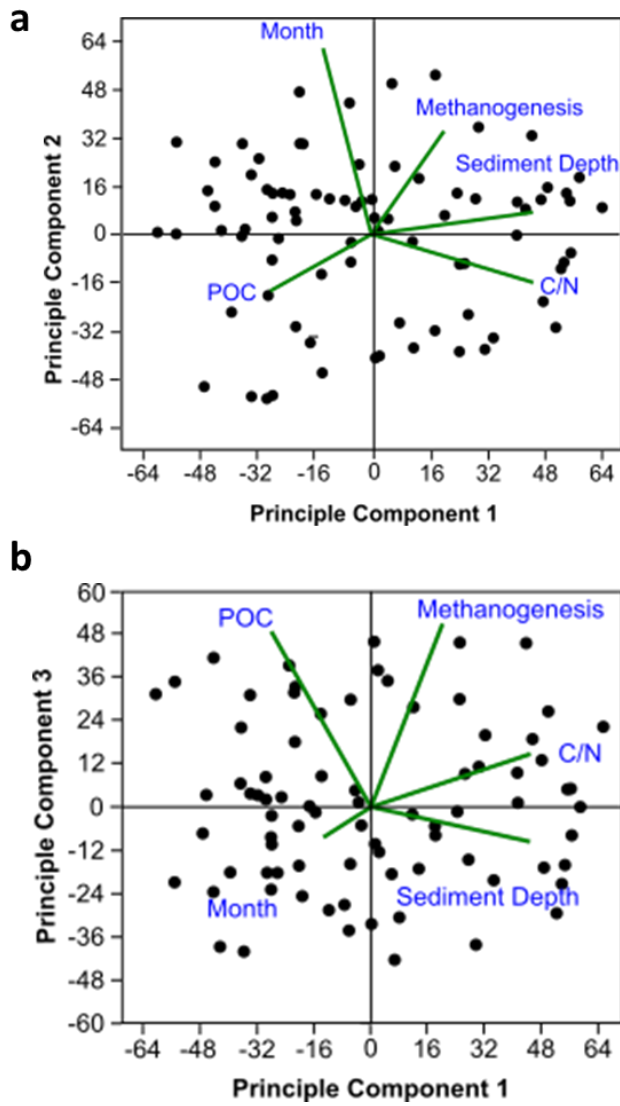 a
Month
Methanogenesis
Sediment Depth
POC
C/N
Principle Component 2
64
48
32
16
0
-16
-32
-48
-64
-64 -48 -32 -16 0 16 32 48 64
Principle Component 1
b
POC
Methanogenesis
C/N
Month
Sediment Depth
Principle Component 3
60
48
36
24
12
0
-12
-24
-36
-48
-60
-64 -48 -32 -16 0 16 32 48 64
Principle Component 1